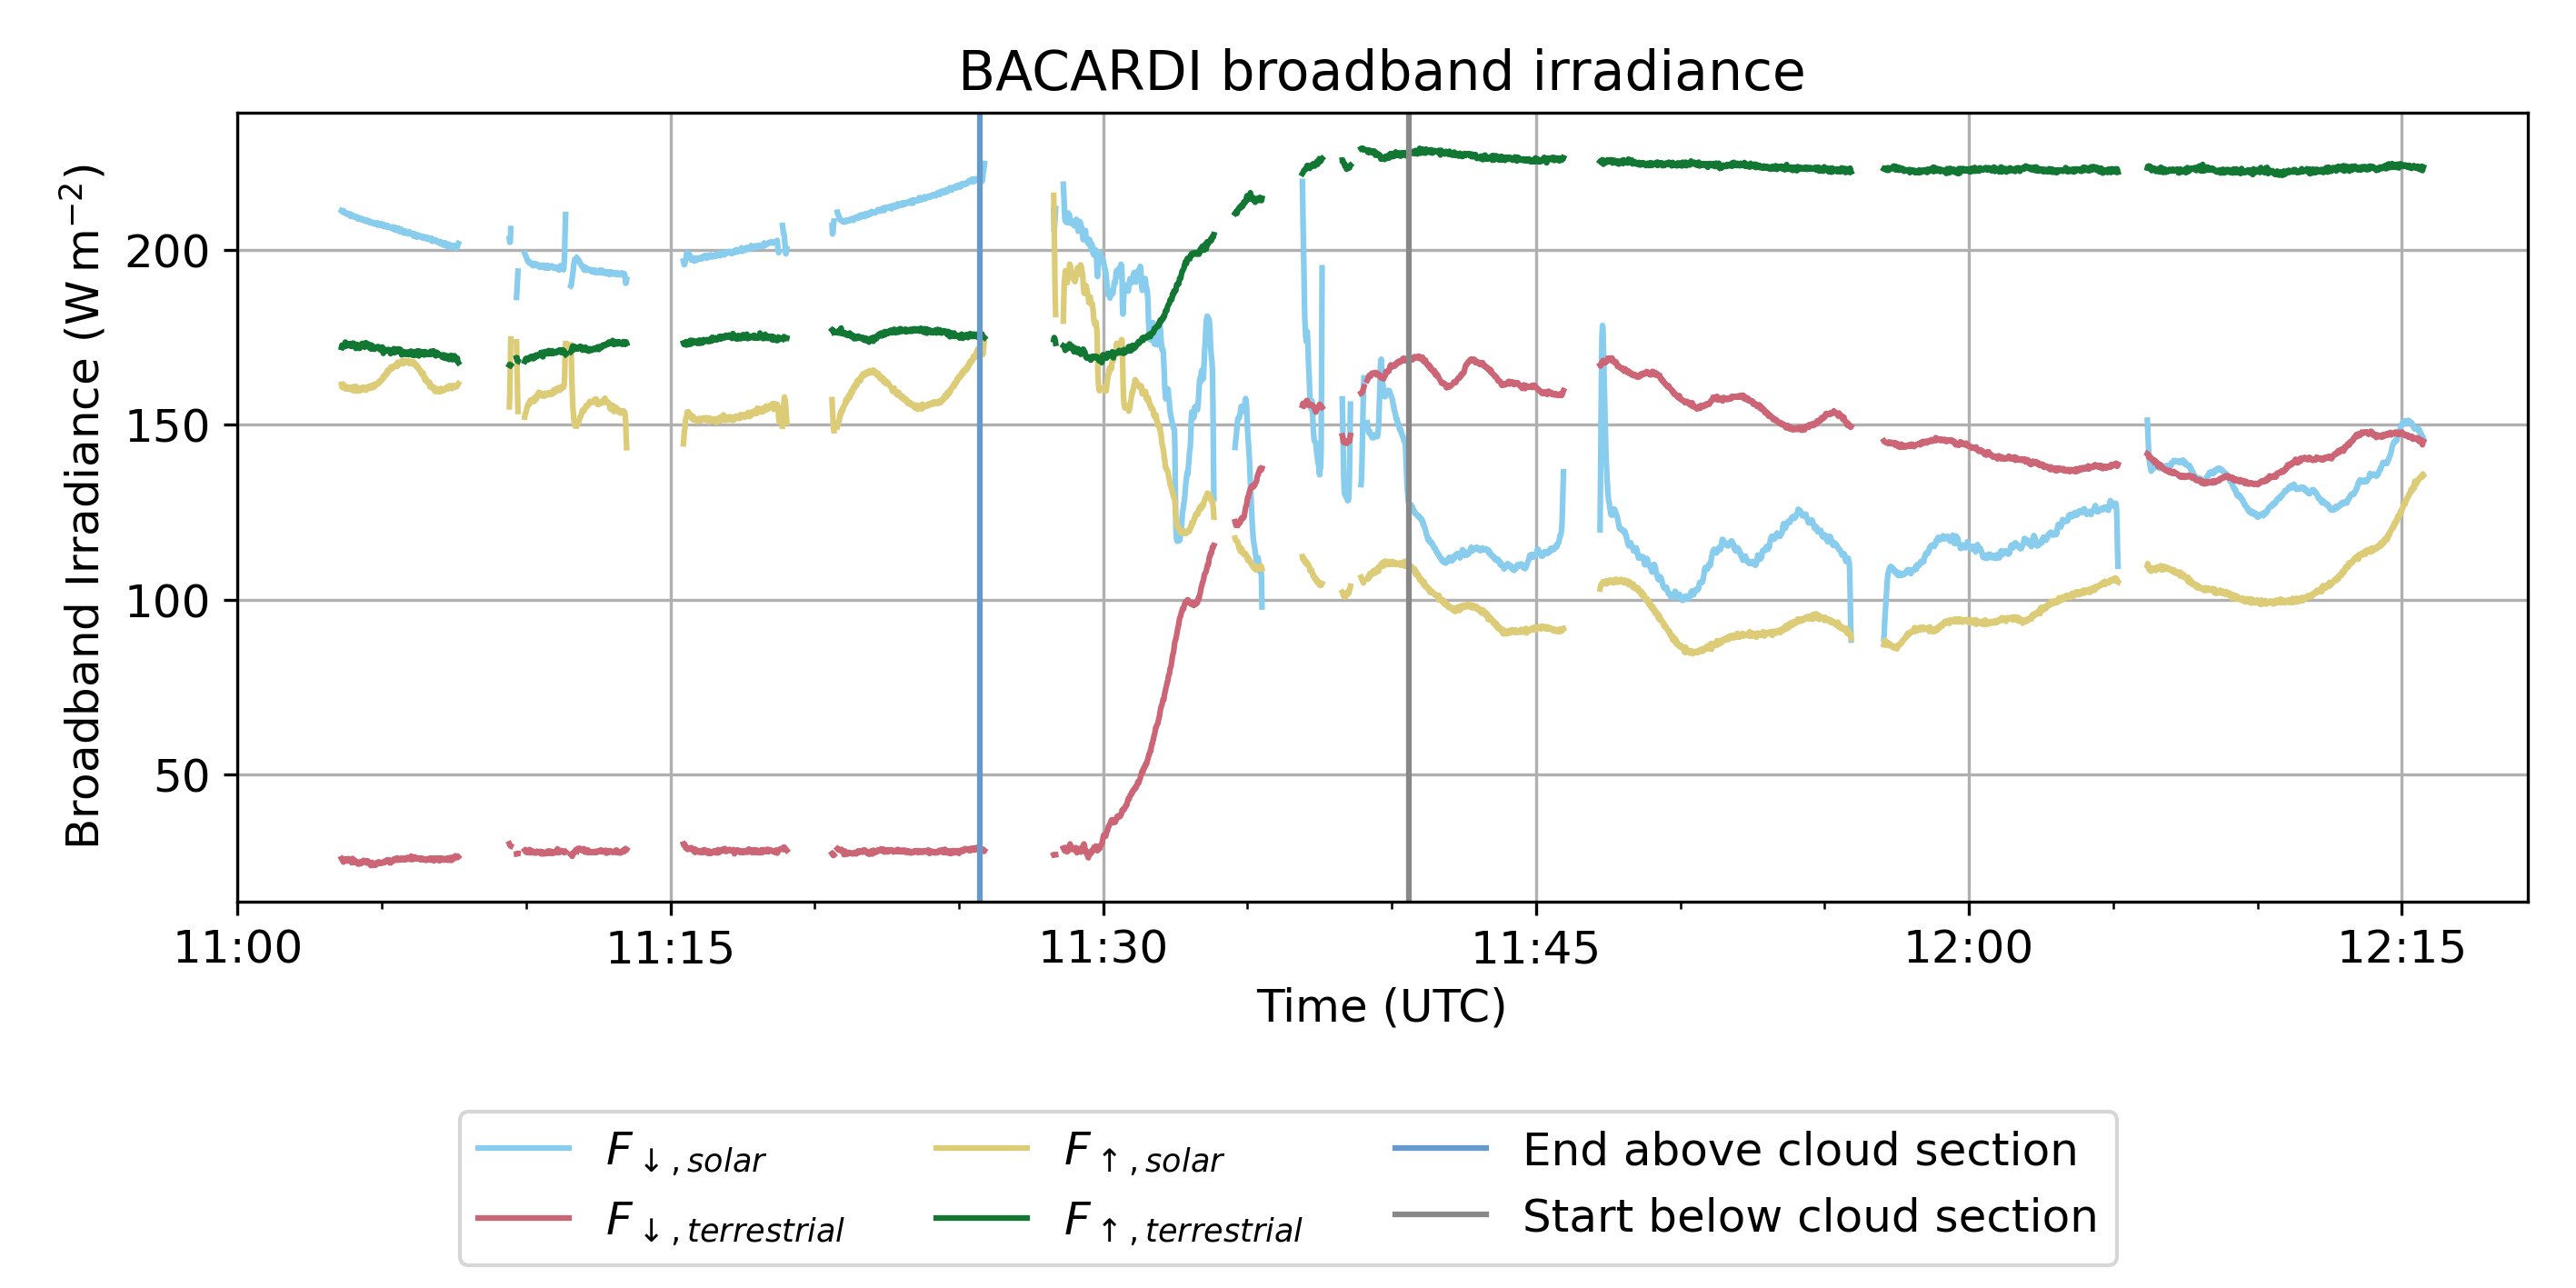 BACARDI broadband irradiance
Broadband Irradiance (W m⁻²)
200
150
100
50
11:00 11:15 11:30 11:45 12:00 12:15
Time (UTC)
F↓,solar F↑,solar End above cloud section
F↓,terrestrial F↑,terrestrial Start below cloud section